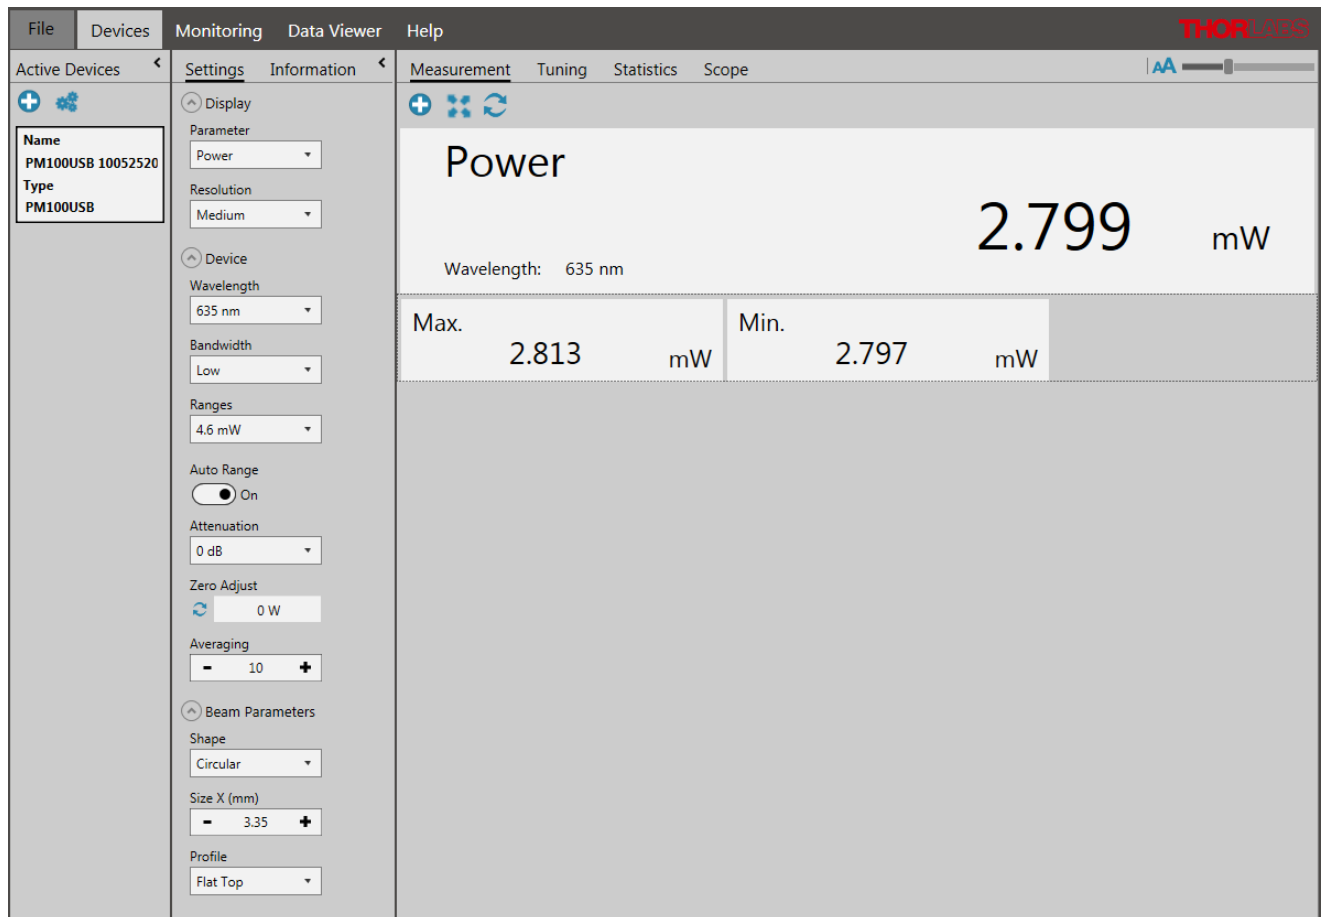 File Devices Monitoring Data Viewer Help THORLABS
Active Devices
Name
PM100USB 10052520
Type
PM100USB
Settings Information
Display
Parameter
Power
Resolution
Medium
Device
Wavelength
635 nm
Bandwidth
Low
Ranges
4.6 mW
Auto Range
On
Attenuation
0 dB
Zero Adjust
0 W
Averaging
- 10 +
Beam Parameters
Shape
Circular
Size X (mm)
- 3.35 +
Profile
Flat Top
Measurement Tuning Statistics Scope AA
Power
2.799 mW
Wavelength: 635 nm
Max.
2.813 mW
Min.
2.797 mW